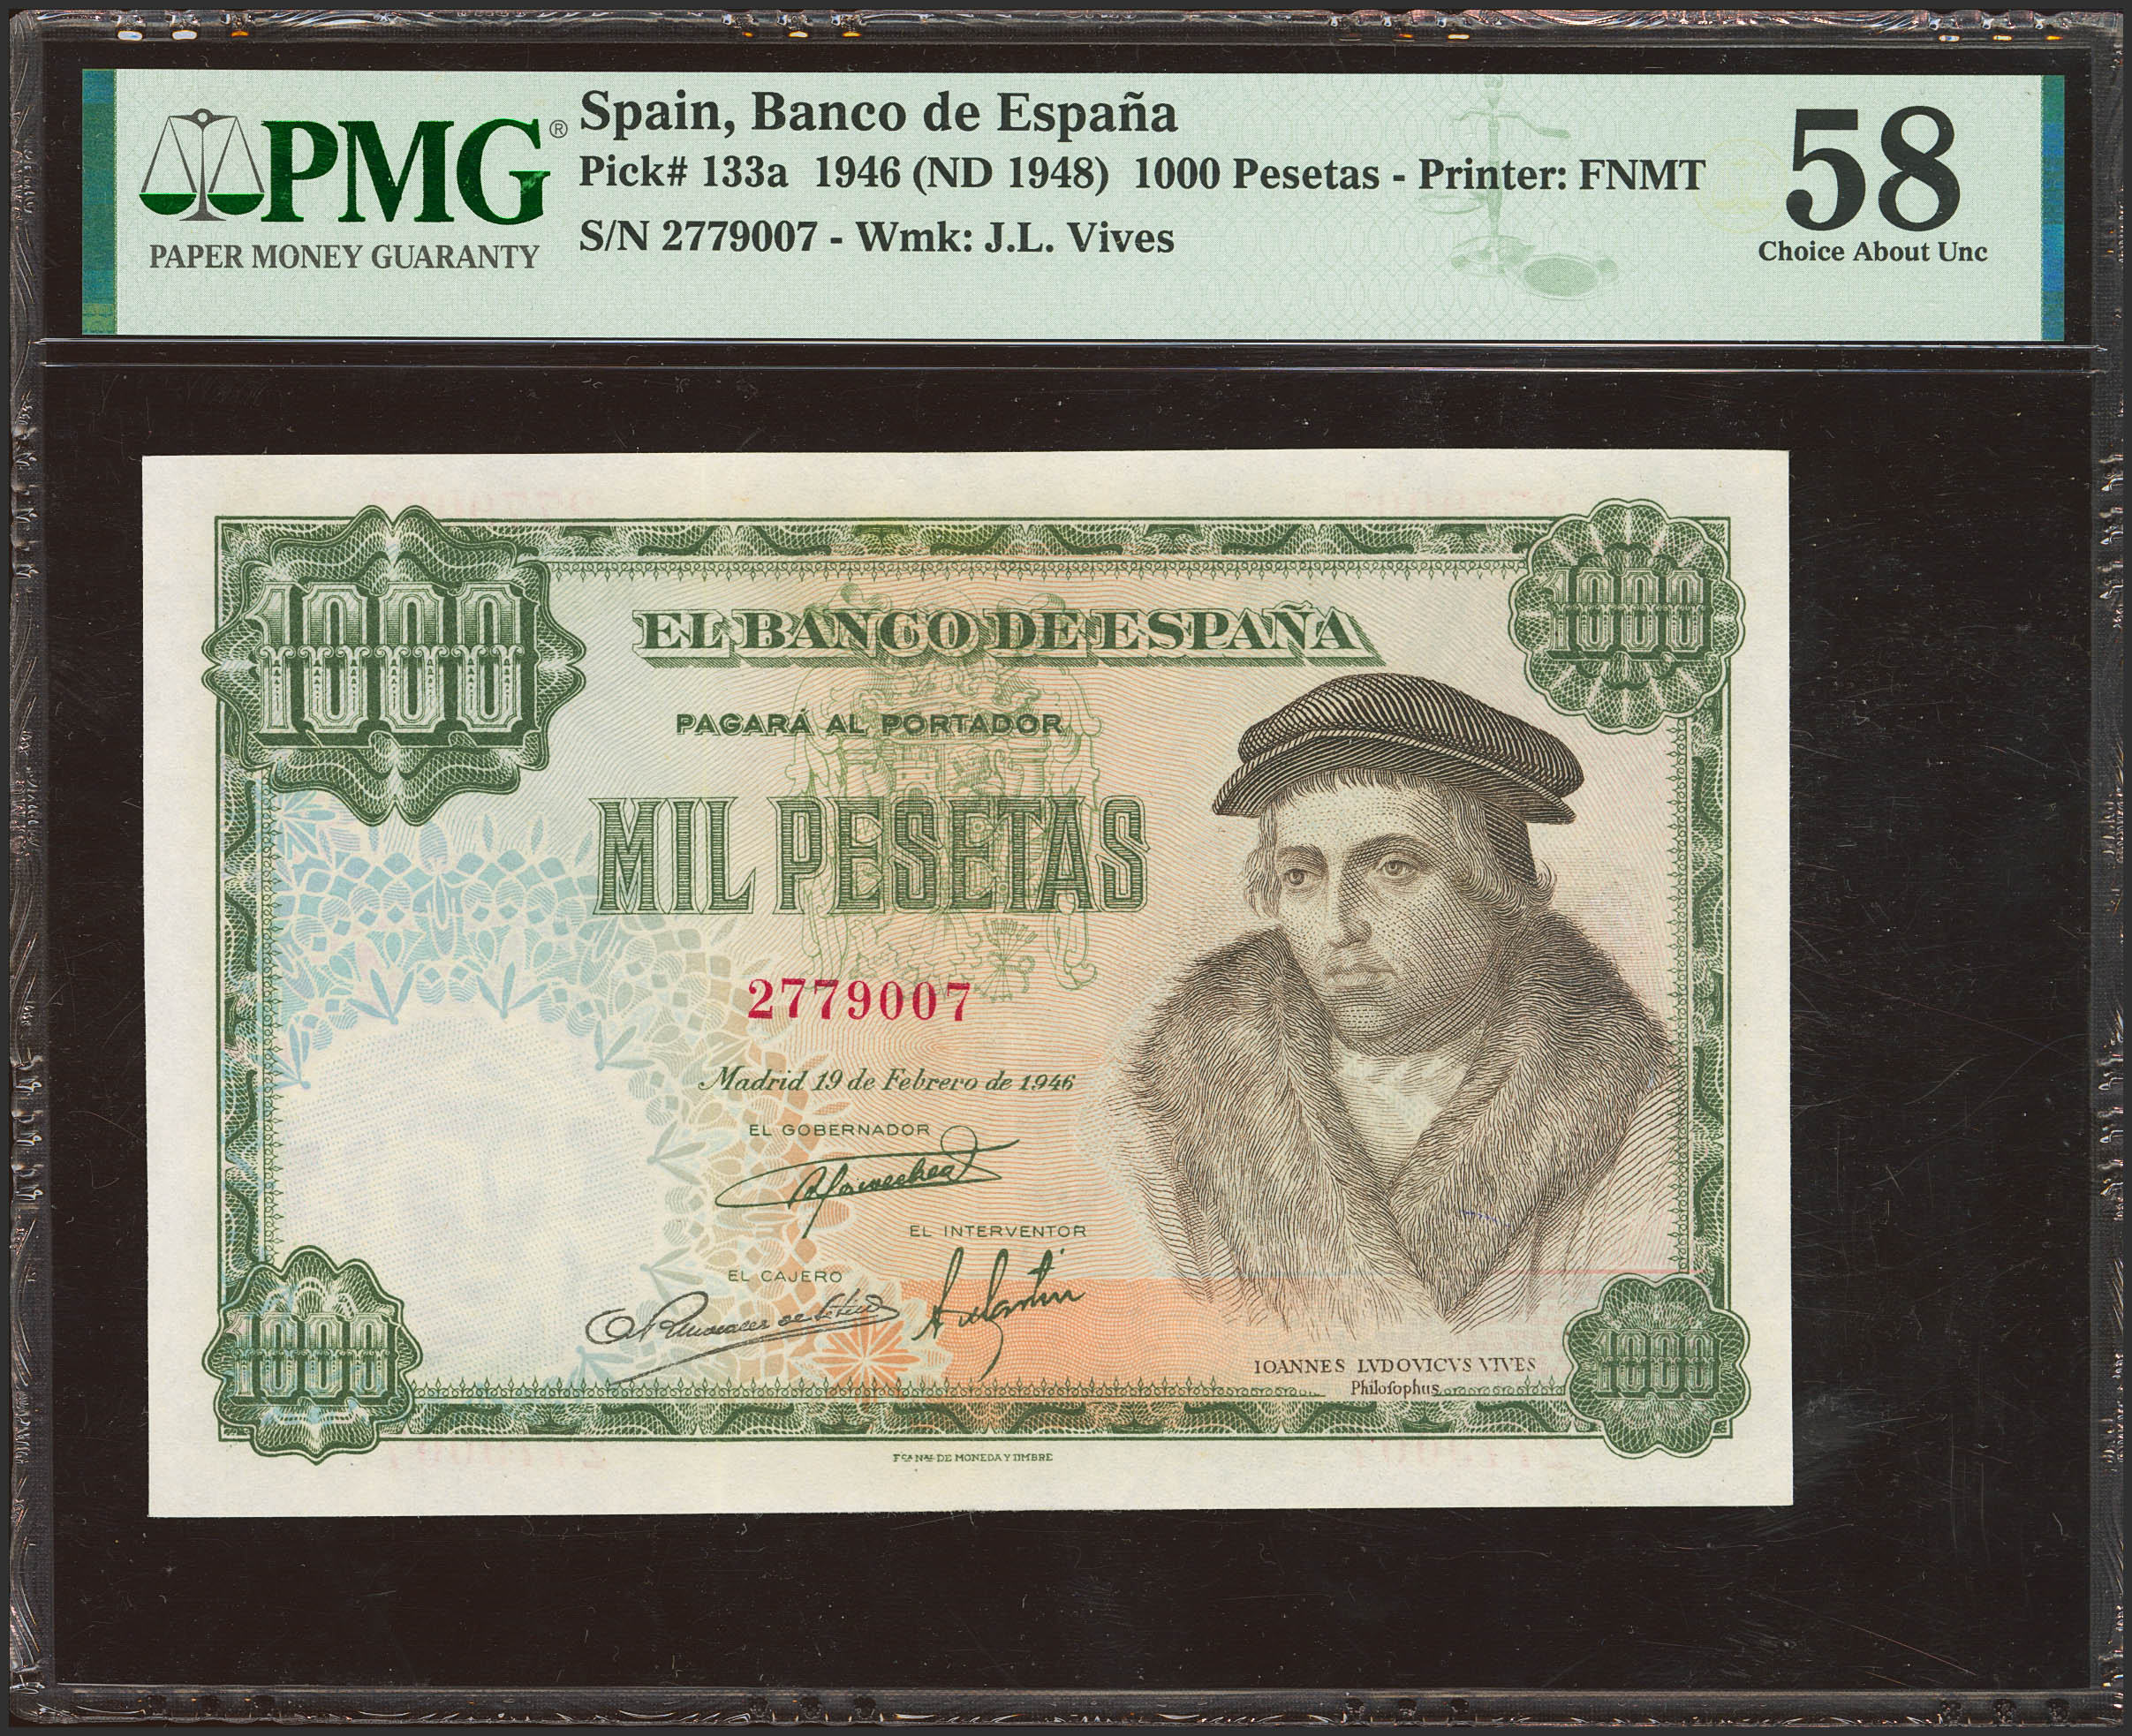 PMG®
PAPER MONEY GUARANTY
Spain, Banco de España
Pick# 133a 1946 (ND 1948) 1000 Pesetas - Printer: FNMT
S/N 2779007 - Wmk: J.L. Vives
58
Choice About Unc
1000
1000
EL BANCO DE ESPAÑA
PAGARÁ AL PORTADOR
MIL PESETAS
2779007
Madrid 19 de Febrero de 1946
EL GOBERNADOR
EL INTERVENTOR
EL CAJERO
1000
1000
IOANNES LVDOVICVS VIVES
Philosophus
FCA NAL DE MONEDA Y TIMBRE